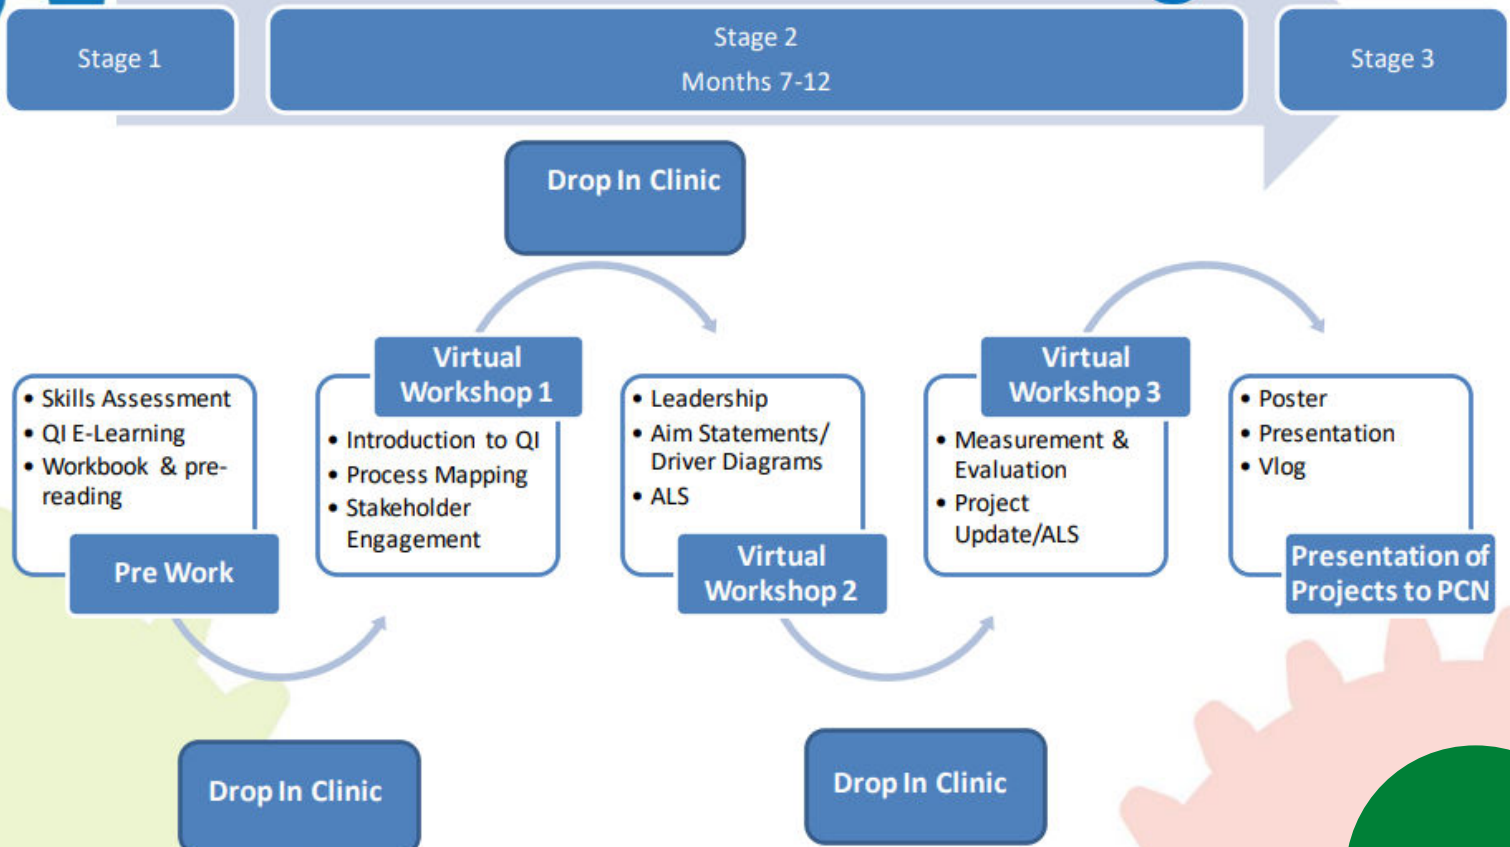 Stage 1
Stage 2
Months 7-12
Stage 3
Drop In Clinic
• Skills Assessment
• QI E-Learning
• Workbook & pre-
reading
Pre Work
Virtual
Workshop 1
• Introduction to QI
• Process Mapping
• Stakeholder
Engagement
• Leadership
• Aim Statements/
Driver Diagrams
• ALS
Virtual
Workshop 2
Virtual
Workshop 3
• Measurement &
Evaluation
• Project
Update/ALS
• Poster
• Presentation
• Vlog
Presentation of
Projects to PCN
Drop In Clinic
Drop In Clinic